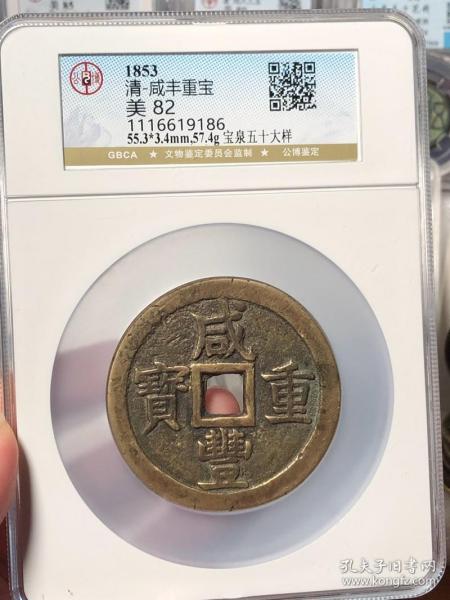 公博
1853
清-咸丰重宝
美 82
1116619186
55.3*3.4mm,57.4g 宝泉五十大样
GBCA ★ 文物鉴定委员会监制 ★ 公博鉴定
咸
豐
重
寶
孔夫子旧书网
www.kongfz.com